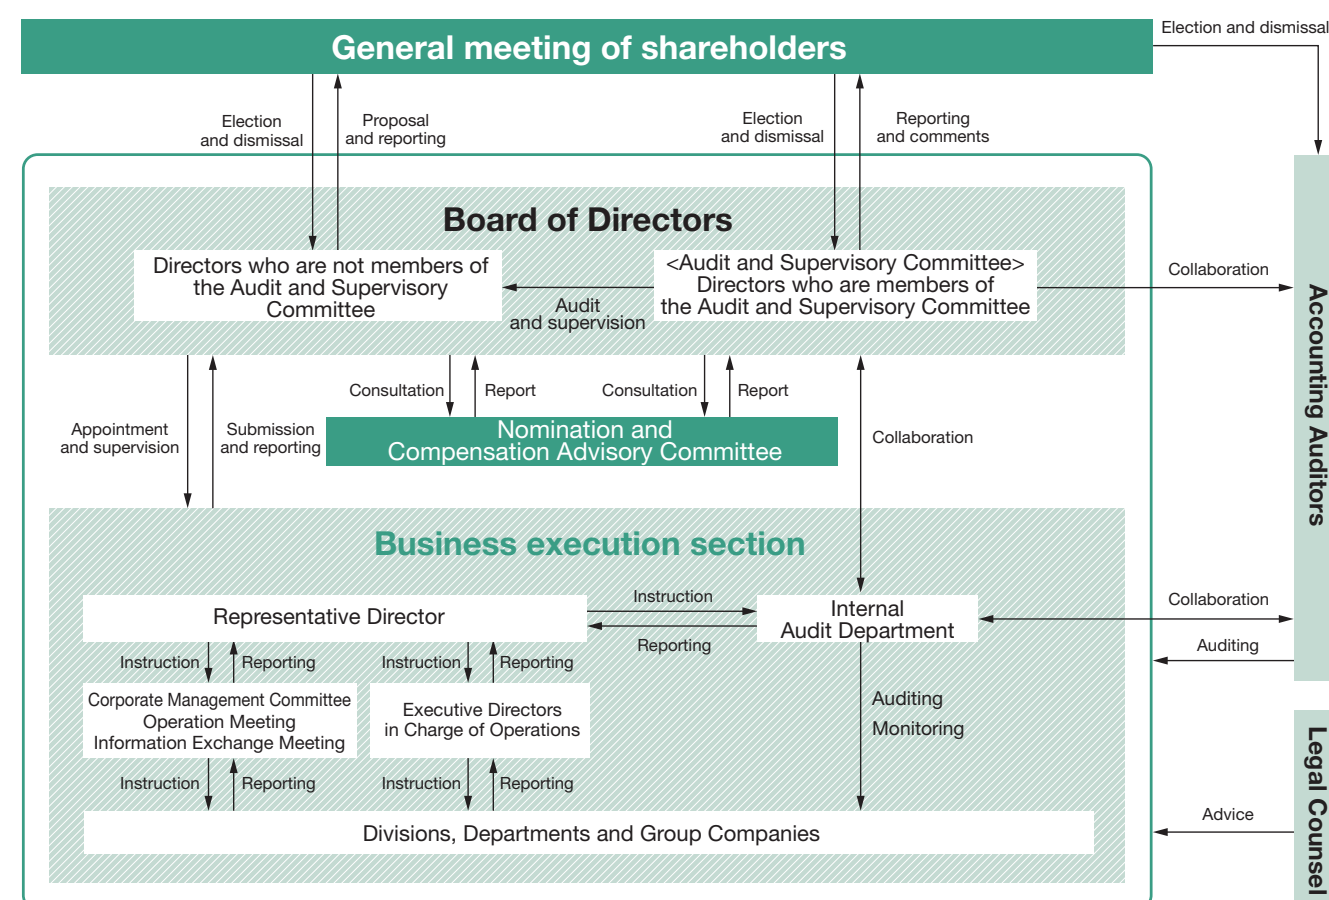 General meeting of shareholders
Election and dismissal
Election
and dismissal
Proposal
and reporting
Election
and dismissal
Reporting
and comments
Board of Directors
Directors who are not members of
the Audit and Supervisory
Committee
Audit
and supervision
<Audit and Supervisory Committee>
Directors who are members of
the Audit and Supervisory Committee
Collaboration
Accounting Auditors
Appointment
and supervision
Submission
and reporting
Consultation
Report
Consultation
Report
Nomination and
Compensation Advisory Committee
Collaboration
Business execution section
Representative Director
Instruction
Reporting
Internal
Audit Department
Collaboration
Auditing
Instruction
Reporting
Instruction
Reporting
Corporate Management Committee
Operation Meeting
Information Exchange Meeting
Executive Directors
in Charge of Operations
Auditing
Monitoring
Instruction
Reporting
Instruction
Reporting
Divisions, Departments and Group Companies
Advice
Legal Counsel